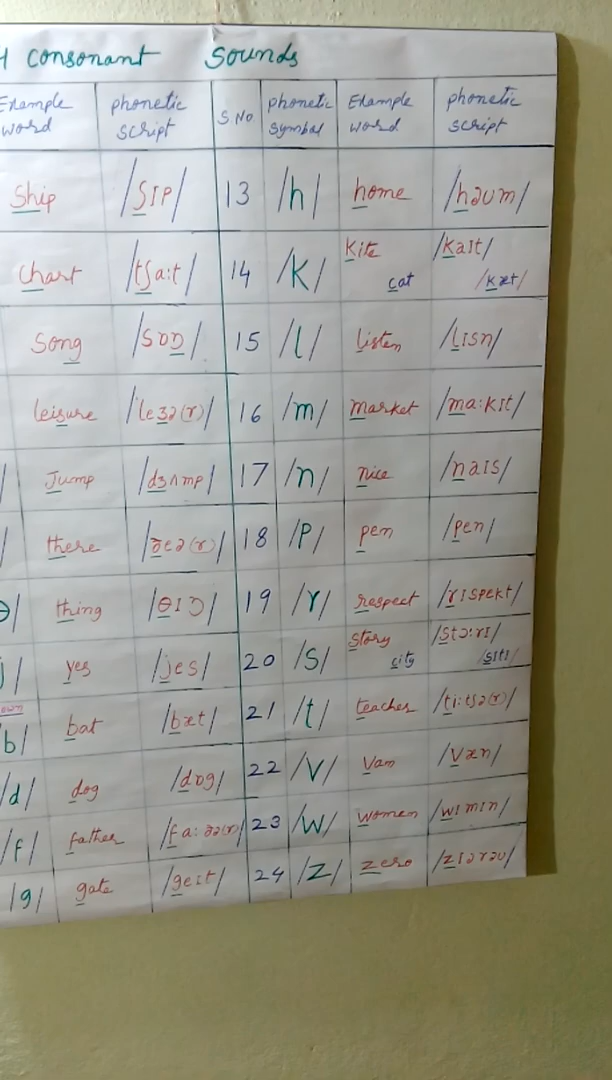 consonant Sounds
Example word phonetic script S No. phonetic symbol Example word phonetic script
Ship /ʃɪp/ 13 /h/ home /həʊm/
Chart /tʃa:t 14 /K/ Kite /kaɪt/
cat /kæt/
Song /sɒŋ/ 15 /l/ listen /lɪsn/
leisure /leʒə(r)/ 16 /m/ market /ma:kɪt/
Jump /dʒʌmp/ 17 /n/ nice /naɪs/
there /ðeə(r)/ 18 /p/ pen /pen/
thing /θɪŋ/ 19 /r/ respect /rɪspekt/
yes /jes/ 20 /S/ Story /stɔ:rɪ/
city /sɪtɪ/
/b/ bat /bæt/ 21 /t/ teacher /ti:tʃə(r)/
/d/ dog /dɒg/ 22 /V/ Van /væn/
/f/ father /fa:ðə(r)/ 23 /W/ women /wɪmɪn/
/g/ gate /geɪt/ 24 /Z/ zero /zɪərəʊ/